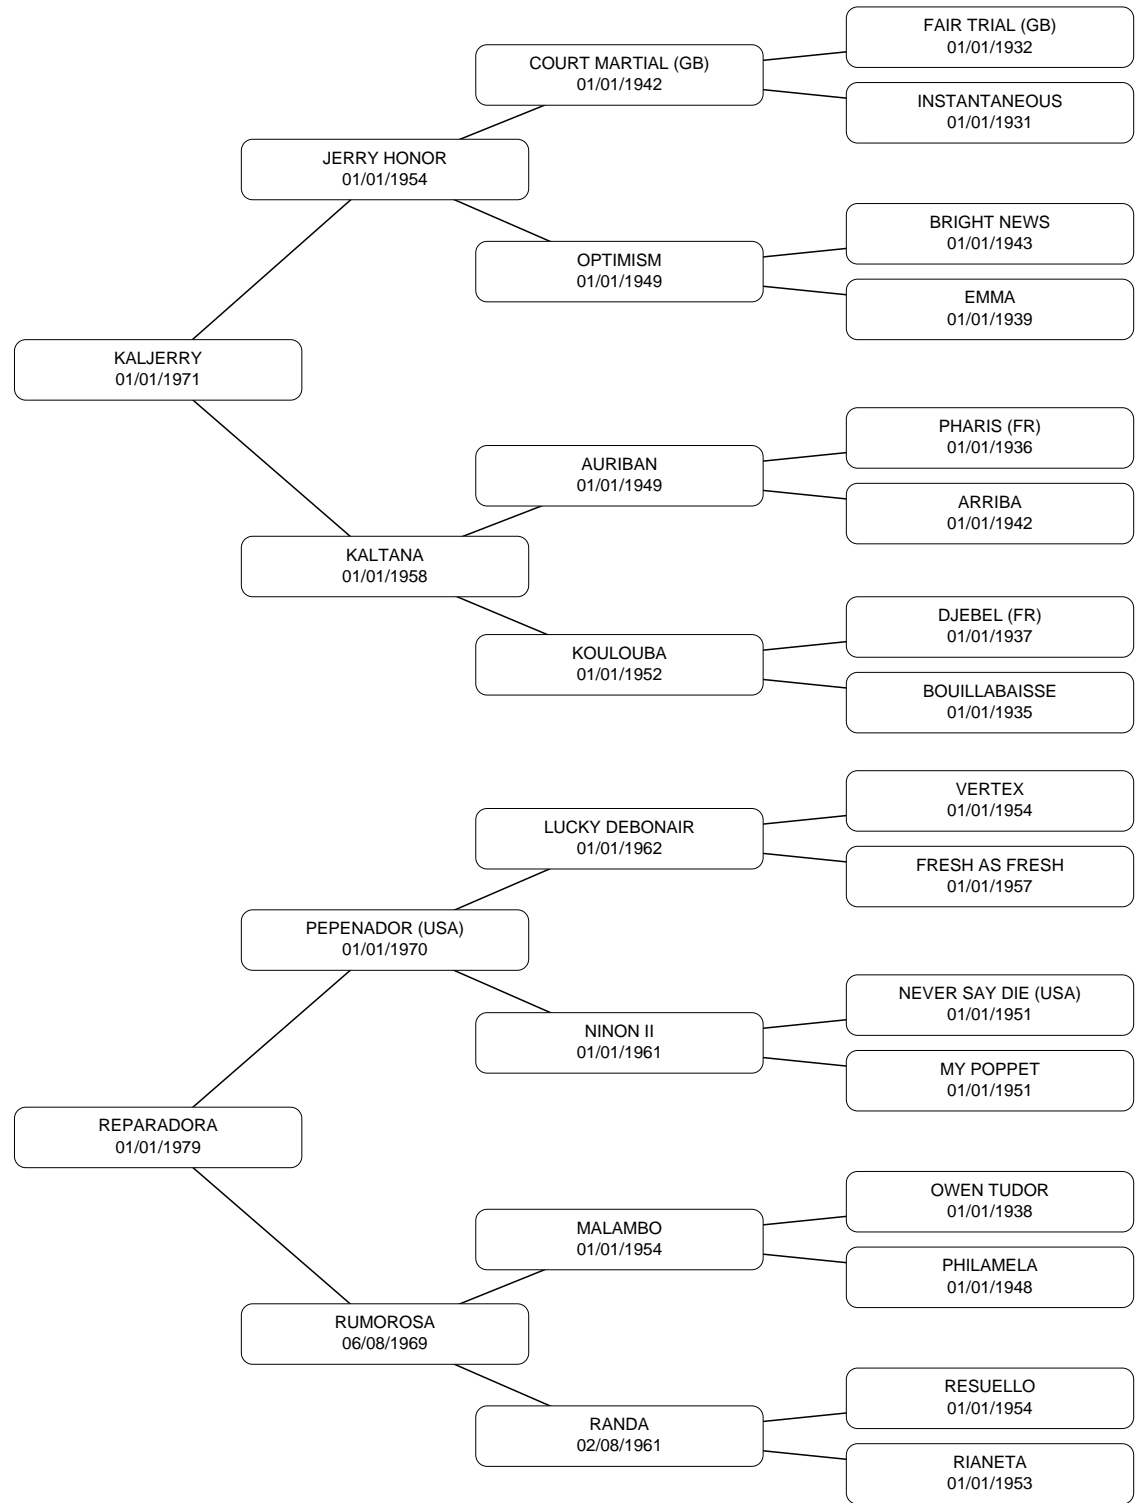 FAIR TRIAL (GB)
01/01/1932
COURT MARTIAL (GB)
01/01/1942
INSTANTANEOUS
01/01/1931
JERRY HONOR
01/01/1954
BRIGHT NEWS
01/01/1943
OPTIMISM
01/01/1949
EMMA
01/01/1939
KALJERRY
01/01/1971
PHARIS (FR)
01/01/1936
AURIBAN
01/01/1949
ARRIBA
01/01/1942
KALTANA
01/01/1958
DJEBEL (FR)
01/01/1937
KOULOUBA
01/01/1952
BOUILLABAISSE
01/01/1935
VERTEX
01/01/1954
LUCKY DEBONAIR
01/01/1962
FRESH AS FRESH
01/01/1957
PEPENADOR (USA)
01/01/1970
NEVER SAY DIE (USA)
01/01/1951
NINON II
01/01/1961
MY POPPET
01/01/1951
REPARADORA
01/01/1979
OWEN TUDOR
01/01/1938
MALAMBO
01/01/1954
PHILAMELA
01/01/1948
RUMOROSA
06/08/1969
RESUELLO
01/01/1954
RANDA
02/08/1961
RIANETA
01/01/1953